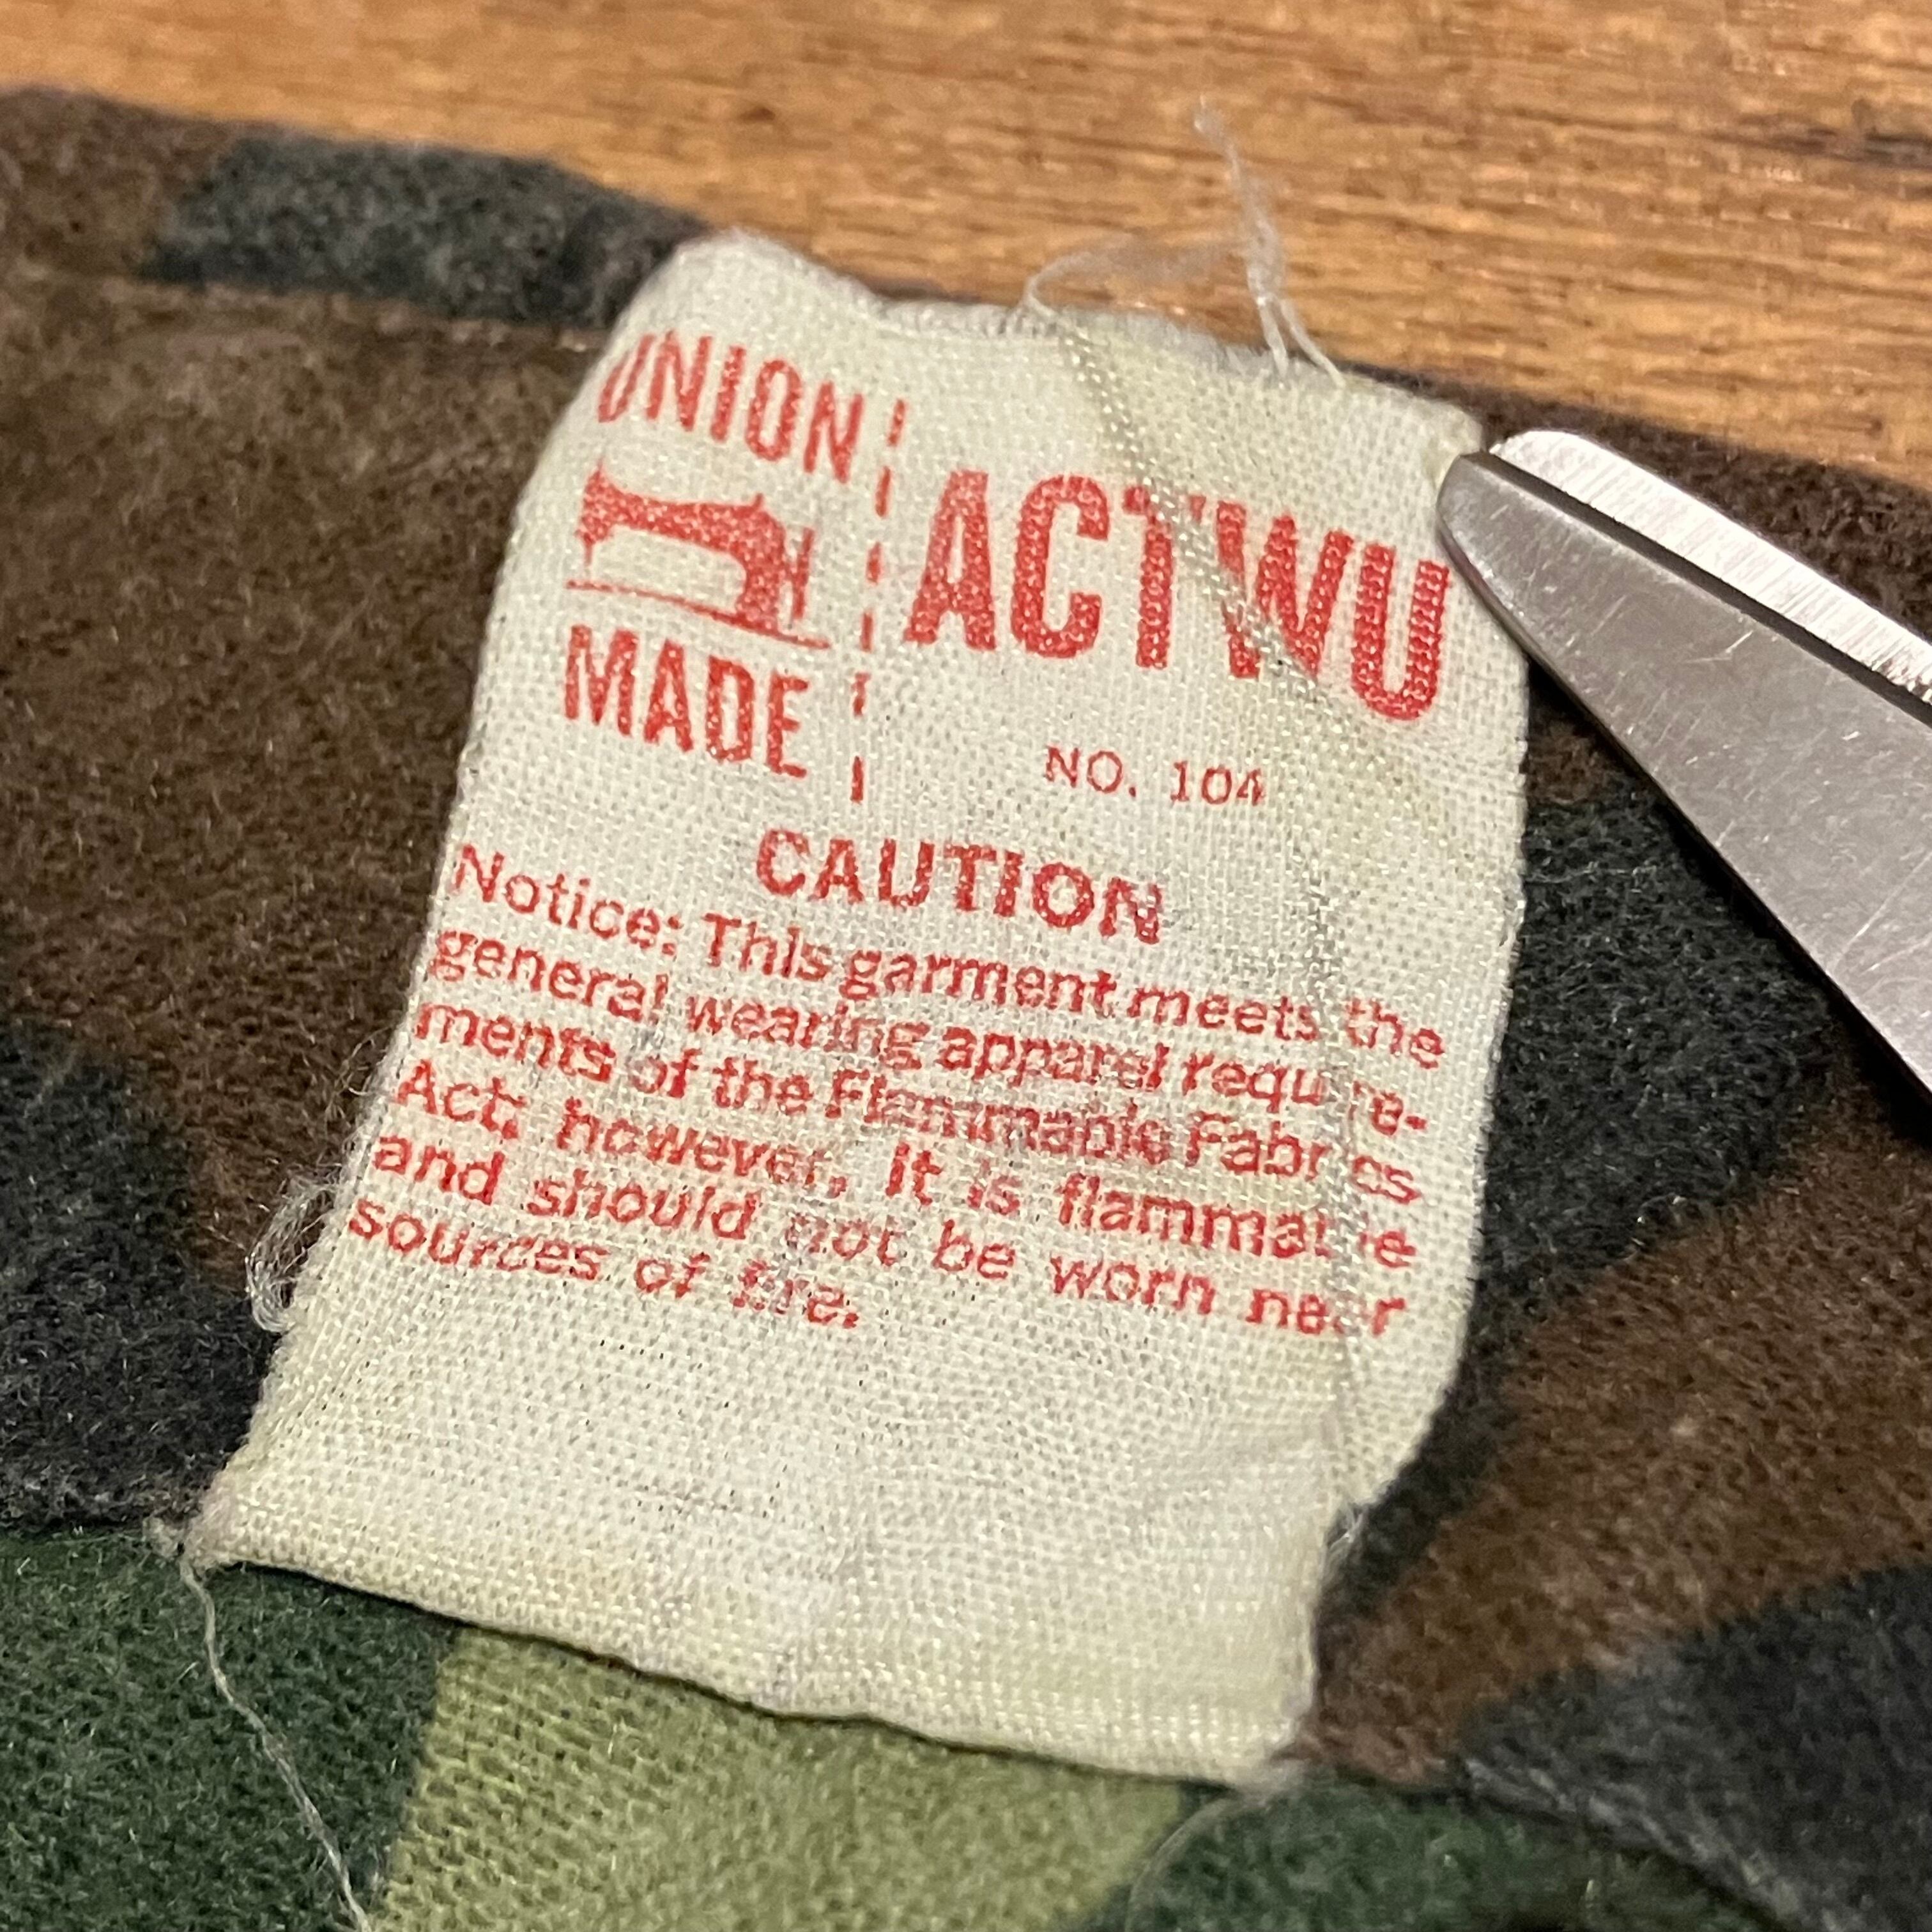 UNION
ACTWU
MADE
NO. 104
CAUTION
Notice: This garment meets the
general wearing apparel require-
ments of the Flammable Fabrics
Act; however, it is flammable
and should not be worn near
sources of fire.